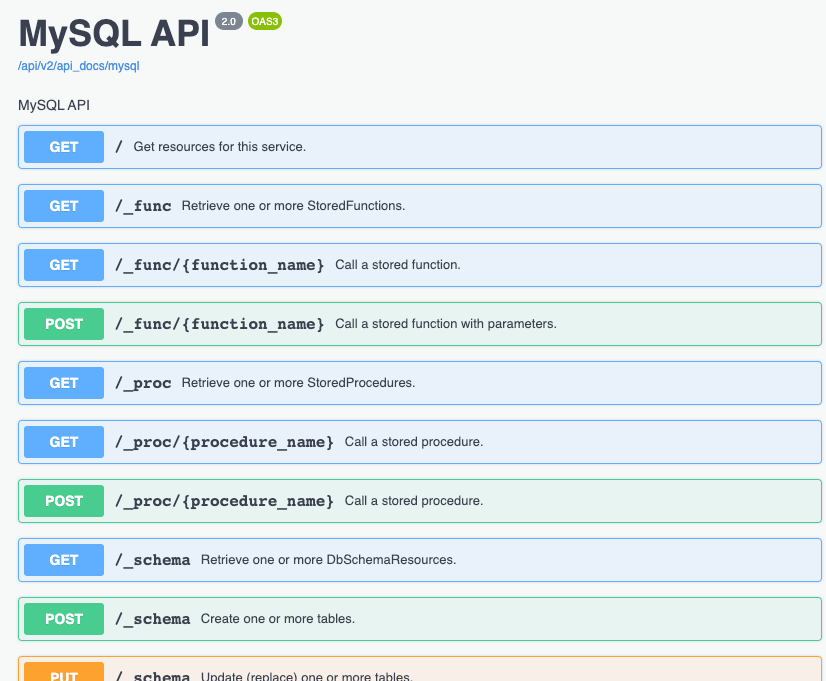 MySQL API 2.0 OAS3
/api/v2/api_docs/mysql
MySQL API
GET / Get resources for this service.
GET /_func Retrieve one or more StoredFunctions.
GET /_func/{function_name} Call a stored function.
POST /_func/{function_name} Call a stored function with parameters.
GET /_proc Retrieve one or more StoredProcedures.
GET /_proc/{procedure_name} Call a stored procedure.
POST /_proc/{procedure_name} Call a stored procedure.
GET /_schema Retrieve one or more DbSchemaResources.
POST /_schema Create one or more tables.
PUT /_schema Update (replace) one or more tables.